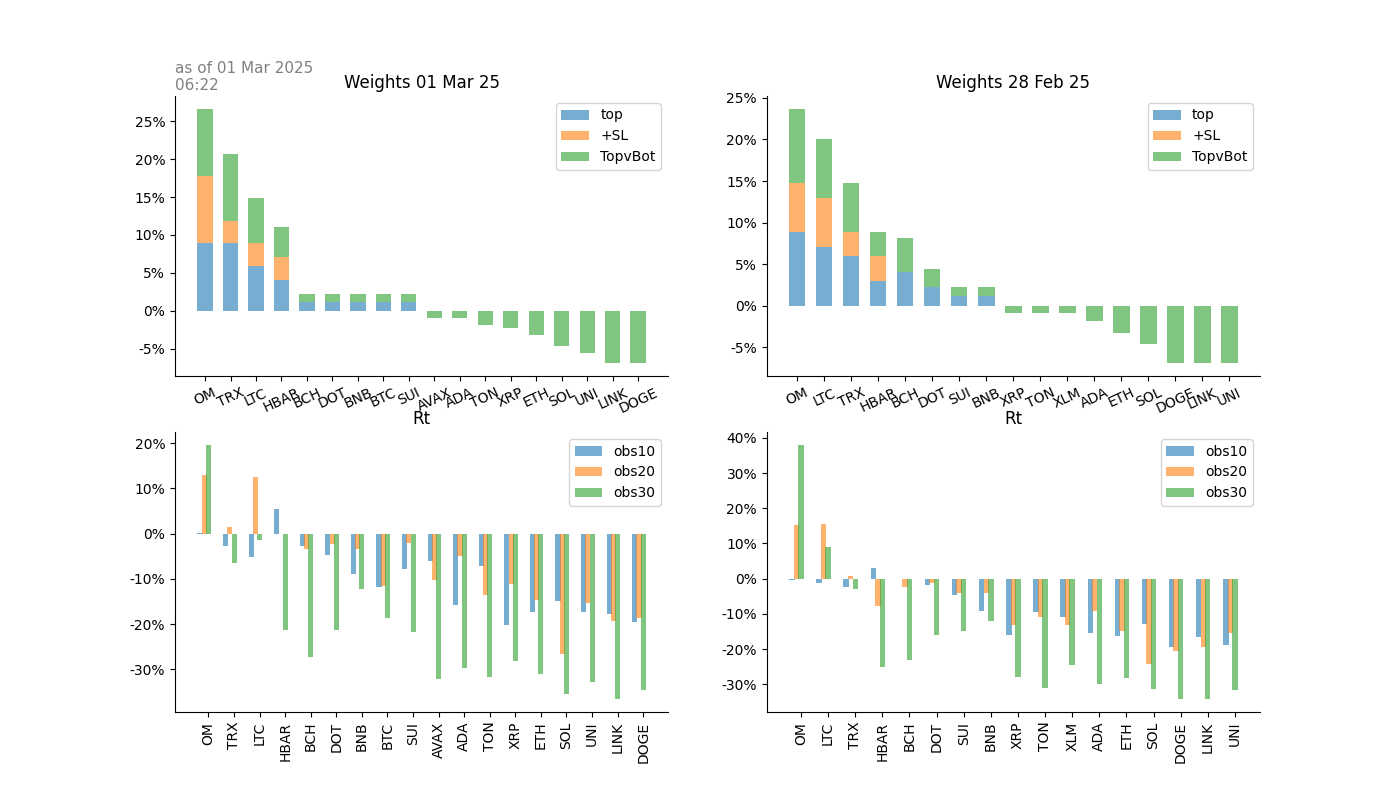 as of 01 Mar 2025
06:22
Weights 01 Mar 25
25%
20%
15%
10%
5%
0%
-5%
top
+SL
TopvBot
OM TRX LTC HBAR BCH DOT BNB BTC SUI AVAX ADA TON XRP ETH SOL UNI LINK DOGE
Weights 28 Feb 25
25%
20%
15%
10%
5%
0%
-5%
top
+SL
TopvBot
OM LTC TRX HBAR BCH DOT SUI BNB XRP TON XLM ADA ETH SOL DOGE LINK UNI
Rt
20%
10%
0%
-10%
-20%
-30%
obs10
obs20
obs30
OM TRX LTC HBAR BCH DOT BNB BTC SUI AVAX ADA TON XRP ETH SOL UNI LINK DOGE
Rt
40%
30%
20%
10%
0%
-10%
-20%
-30%
obs10
obs20
obs30
OM LTC TRX HBAR BCH DOT SUI BNB XRP TON XLM ADA ETH SOL DOGE LINK UNI